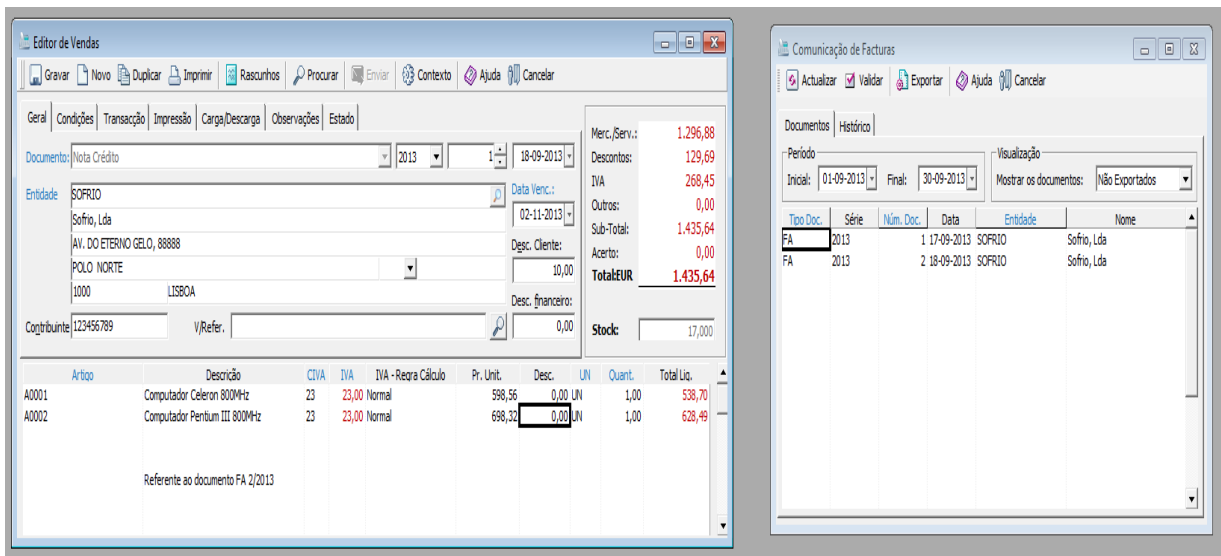 Editor de Vendas
Gravar Novo Duplicar Imprimir Rascunhos Procurar Enviar Contexto Ajuda Cancelar
Geral Condições Transacção Impressão Carga/Descarga Observações Estado
Documento: Nota Crédito 2013 1 18-09-2013
Entidade SOFRIO Data Venc.:
Sofrio, Lda 02-11-2013
AV. DO ETERNO GELO, 88888 Desc. Cliente:
POLO NORTE 10,00
1000 LISBOA Desc. financeiro:
Contribuinte 123456789 V/Refer. 0,00
Merc./Serv.: 1.296,88
Descontos: 129,69
IVA 268,45
Outros: 0,00
Sub-Total: 1.435,64
Acerto: 0,00
Total:EUR 1.435,64
Stock: 17,000
Artigo Descrição CIVA IVA IVA - Regra Cálculo Pr. Unit. Desc. UN Quant. Total Liq.
A0001 Computador Celeron 800MHz 23 23,00 Normal 598,56 0,00 UN 1,00 538,70
A0002 Computador Pentium III 800MHz 23 23,00 Normal 698,32 0,00 UN 1,00 628,49
Referente ao documento FA 2/2013
Comunicação de Facturas
Actualizar Validar Exportar Ajuda Cancelar
Documentos Histórico
Período Visualização
Inicial: 01-09-2013 Final: 30-09-2013 Mostrar os documentos: Não Exportados
Tipo Doc. Série Núm. Doc. Data Entidade Nome
FA 2013 1 17-09-2013 SOFRIO Sofrio, Lda
FA 2013 2 18-09-2013 SOFRIO Sofrio, Lda